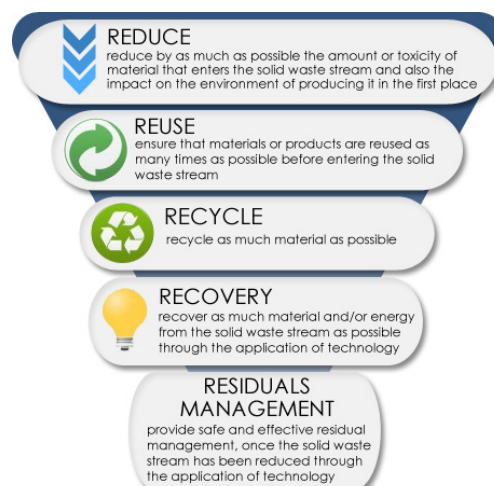 REDUCE
reduce by as much as possible the amount or toxicity of
material that enters the solid waste stream and also the
impact on the environment of producing it in the first place
REUSE
ensure that materials or products are reused as
many times as possible before entering the solid
waste stream
RECYCLE
recycle as much material as possible
RECOVERY
recover as much material and/or energy
from the solid waste stream as possible
through the application of technology
RESIDUALS
MANAGEMENT
provide safe and effective residual
management, once the solid waste
stream has been reduced through
the application of technology